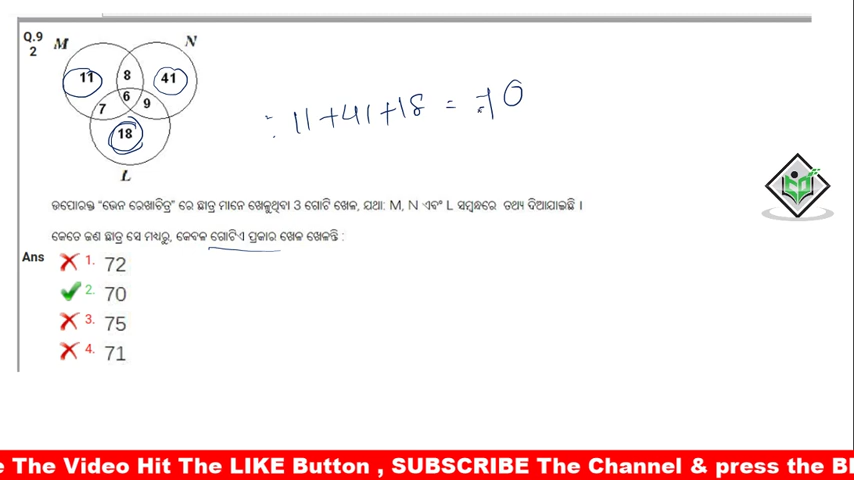 Q.9
2
M
N
11
8
41
6
7
9
18
L
∴ 11 + 41 + 18 = 70
ଉପୋରକ୍ତ “ଭେନ ରେଖାଚିତ୍ର” ରେ ଛାତ୍ର ମାନେ ଖେଳୁଥିବା 3 ଗୋଟି ଖେଳ, ଯଥା: M, N ଏବଂ L ସମ୍ବନ୍ଧରେ ତଥ୍ୟ ଦିଆଯାଇଛି ।
କେତେ ଜଣ ଛାତ୍ର ସେ ମଧ୍ୟରୁ, କେବଳ ଗୋଟିଏ ପ୍ରକାର ଖେଳ ଖେଳନ୍ତି :
Ans
1. 72
2. 70
3. 75
4. 71
e The Video Hit The LIKE Button , SUBSCRIBE The Channel & press the BE